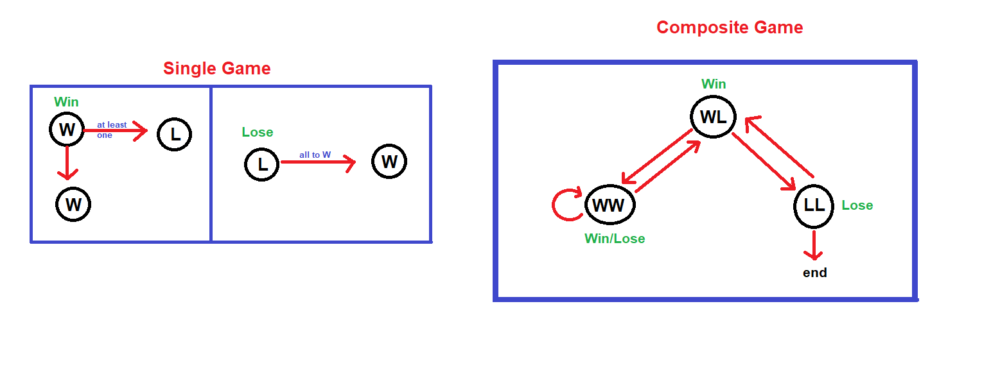 Single Game
Win
W
at least
one
L
W
Lose
L
all to W
W
Composite Game
Win
WL
WW
Win/Lose
LL
Lose
end